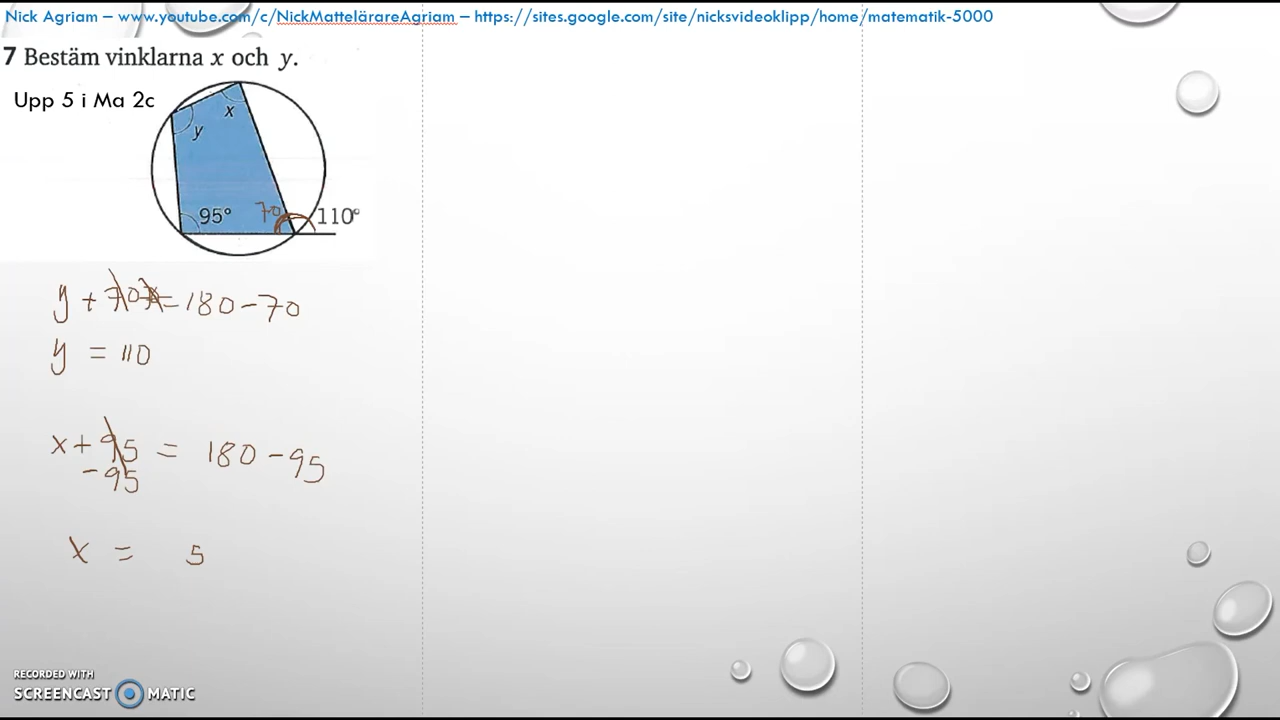 Nick Agriam – www.youtube.com/c/NickMattelärareAgriam – https://sites.google.com/site/nicksvideoklipp/home/matematik-5000
7 Bestäm vinklarna x och y.
Upp 5 i Ma 2c
x
y
95° 70 110°
y + 70 = 180 - 70
y = 110
x + 95 = 180 - 95
- 95
x = 5
RECORDED WITH
SCREENCAST MATIC